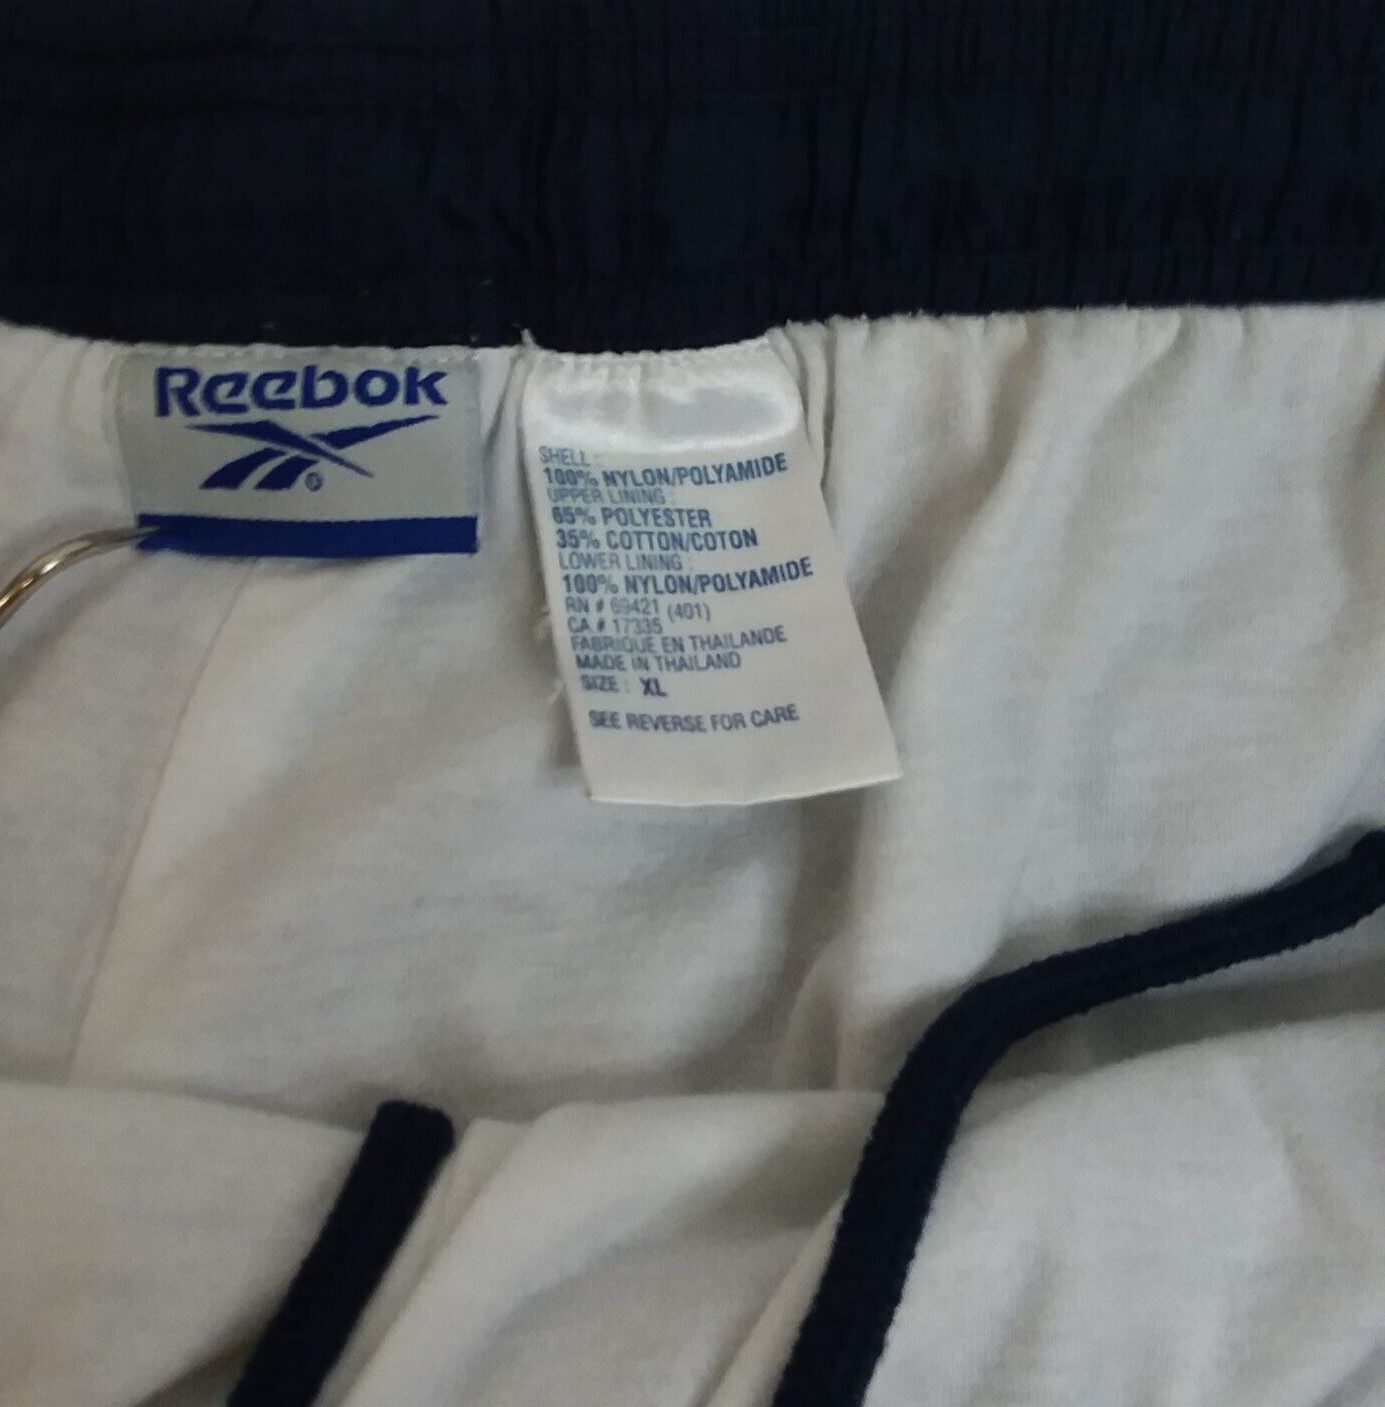 Reebok
®
SHELL :
100% NYLON/POLYAMIDE
UPPER LINING :
65% POLYESTER
35% COTTON/COTON
LOWER LINING :
100% NYLON/POLYAMIDE
RN # 69421 (401)
CA # 17335
FABRIQUE EN THAILANDE
MADE IN THAILAND
SIZE : XL
SEE REVERSE FOR CARE